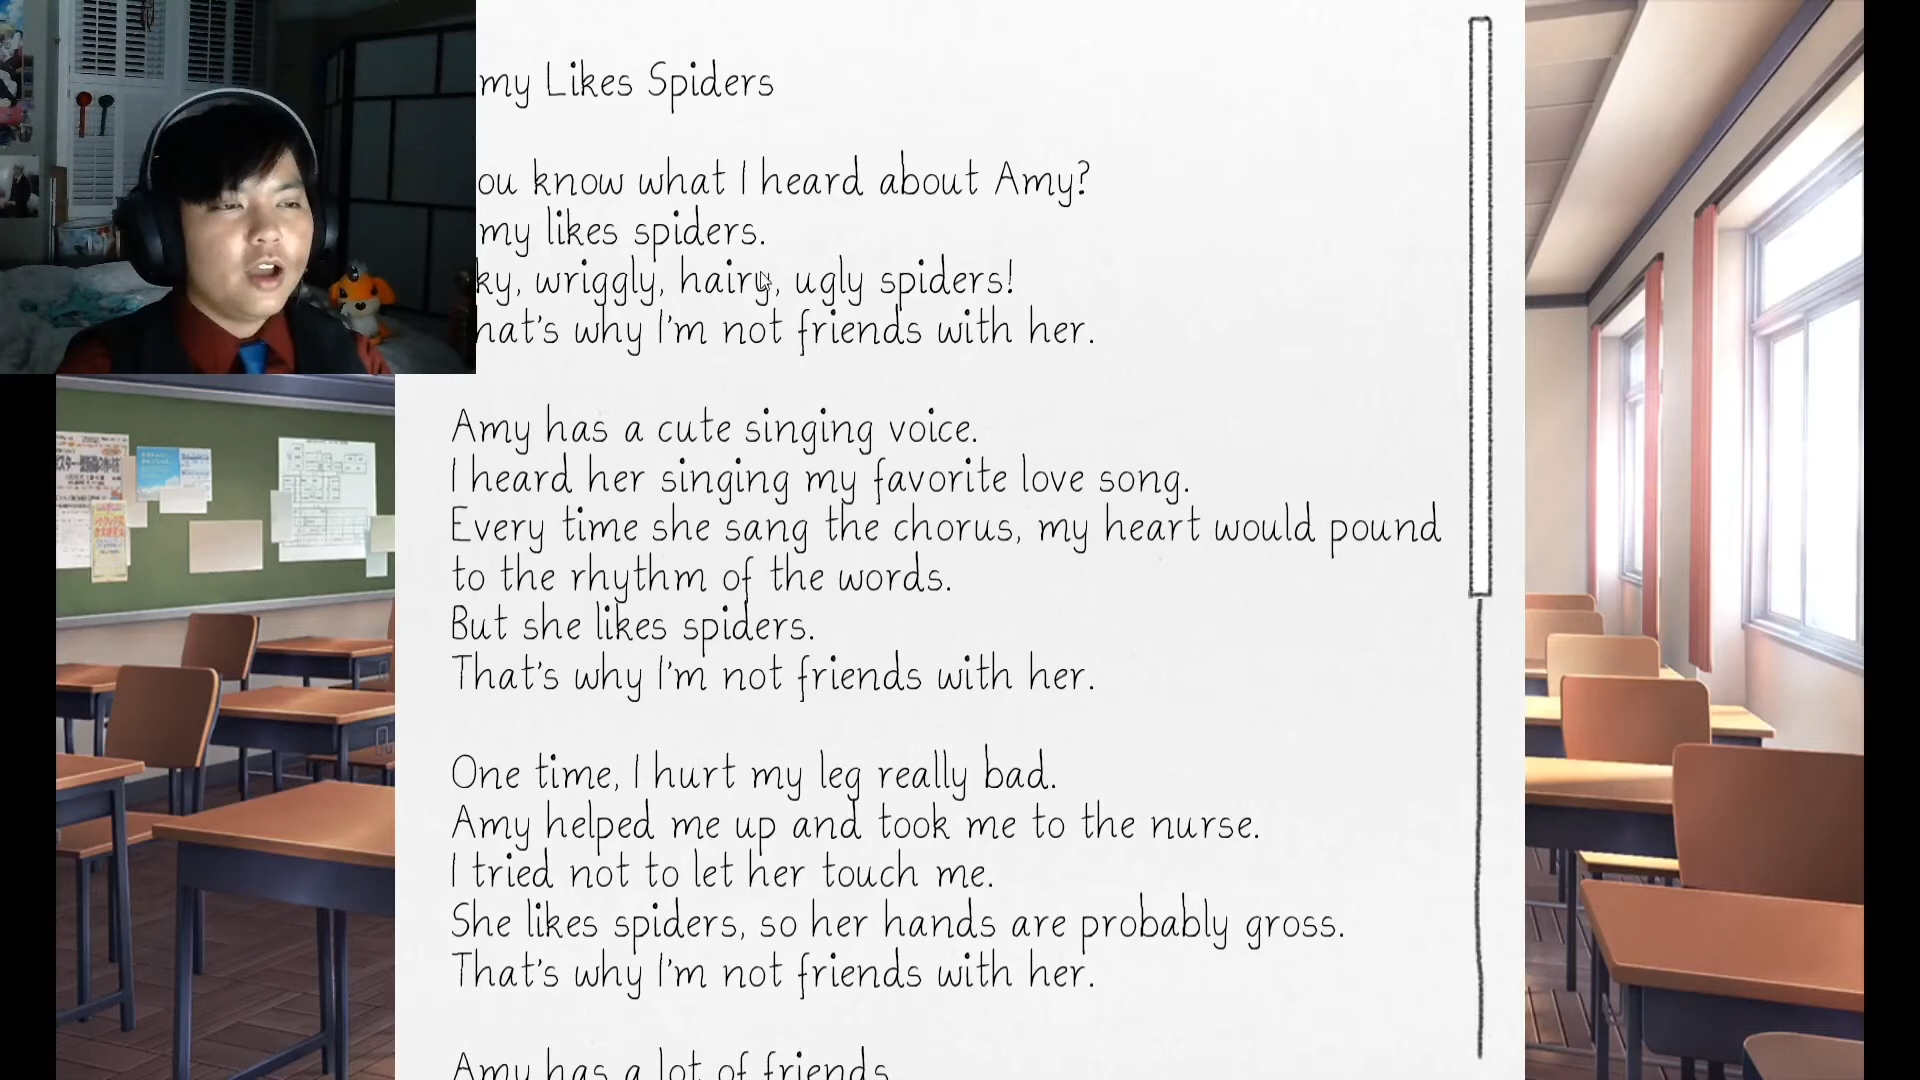 my Likes Spiders
ou know what I heard about Amy?
my likes spiders.
ky, wriggly, hairy, ugly spiders!
hat's why I'm not friends with her.
Amy has a cute singing voice.
I heard her singing my favorite love song.
Every time she sang the chorus, my heart would pound
to the rhythm of the words.
But she likes spiders.
That's why I'm not friends with her.
One time, I hurt my leg really bad.
Amy helped me up and took me to the nurse.
I tried not to let her touch me.
She likes spiders, so her hands are probably gross.
That's why I'm not friends with her.
Amy has a lot of friends